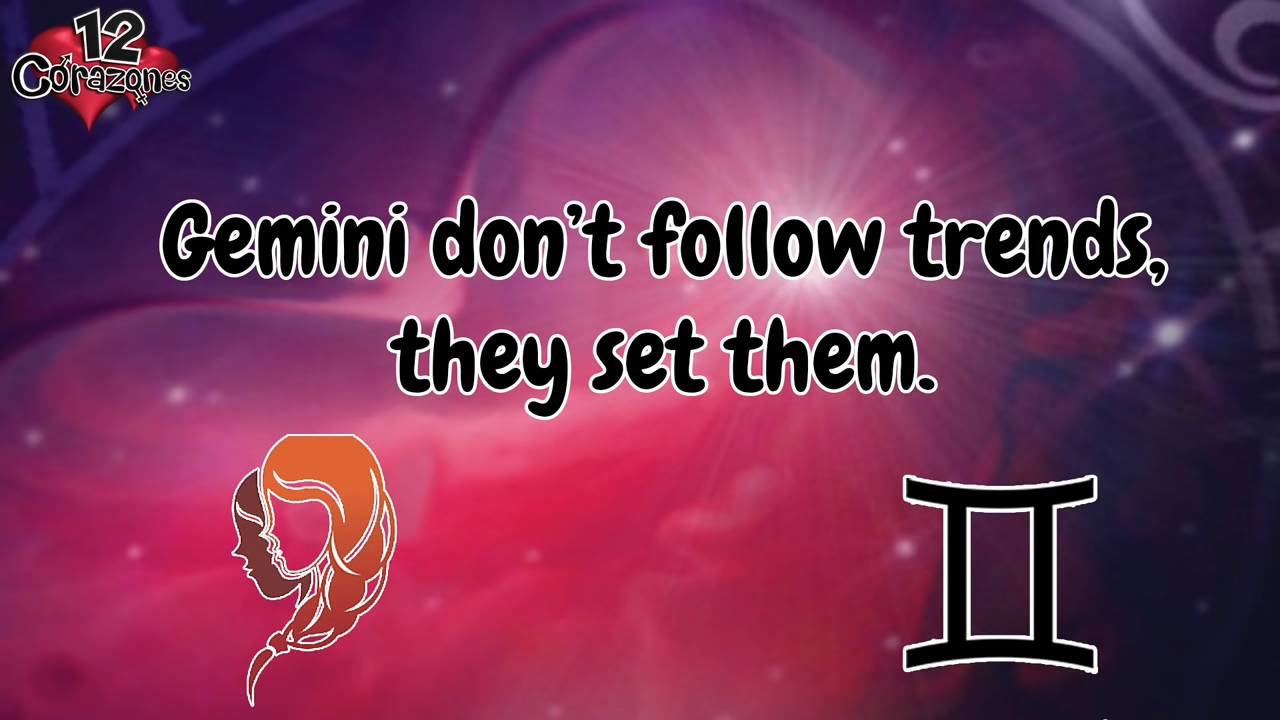 12
Corazones
Gemini don’t follow trends,
they set them.